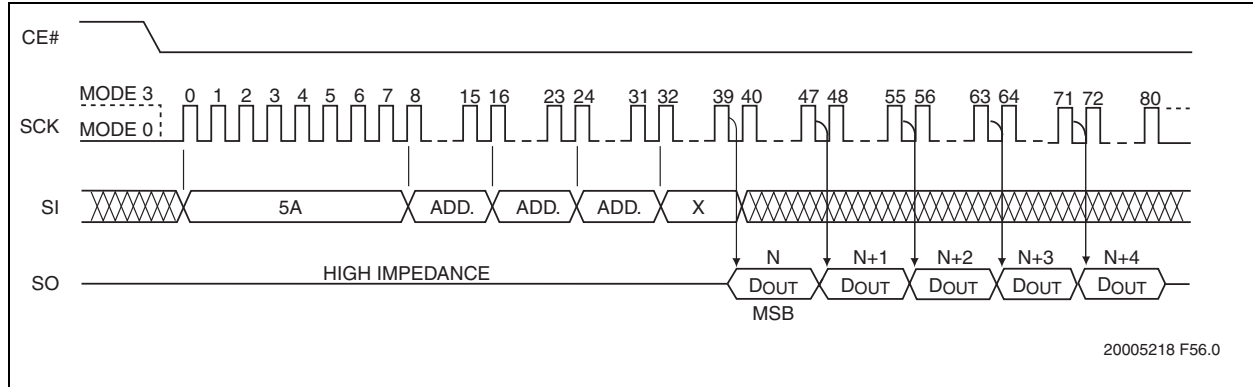 CE#
MODE 3 0 1 2 3 4 5 6 7 8 15 16 23 24 31 32 39 40 47 48 55 56 63 64 71 72 80
SCK
MODE 0
SI 5A ADD. ADD. ADD. X
HIGH IMPEDANCE N N+1 N+2 N+3 N+4
SO DOUT DOUT DOUT DOUT DOUT
MSB
20005218 F56.0